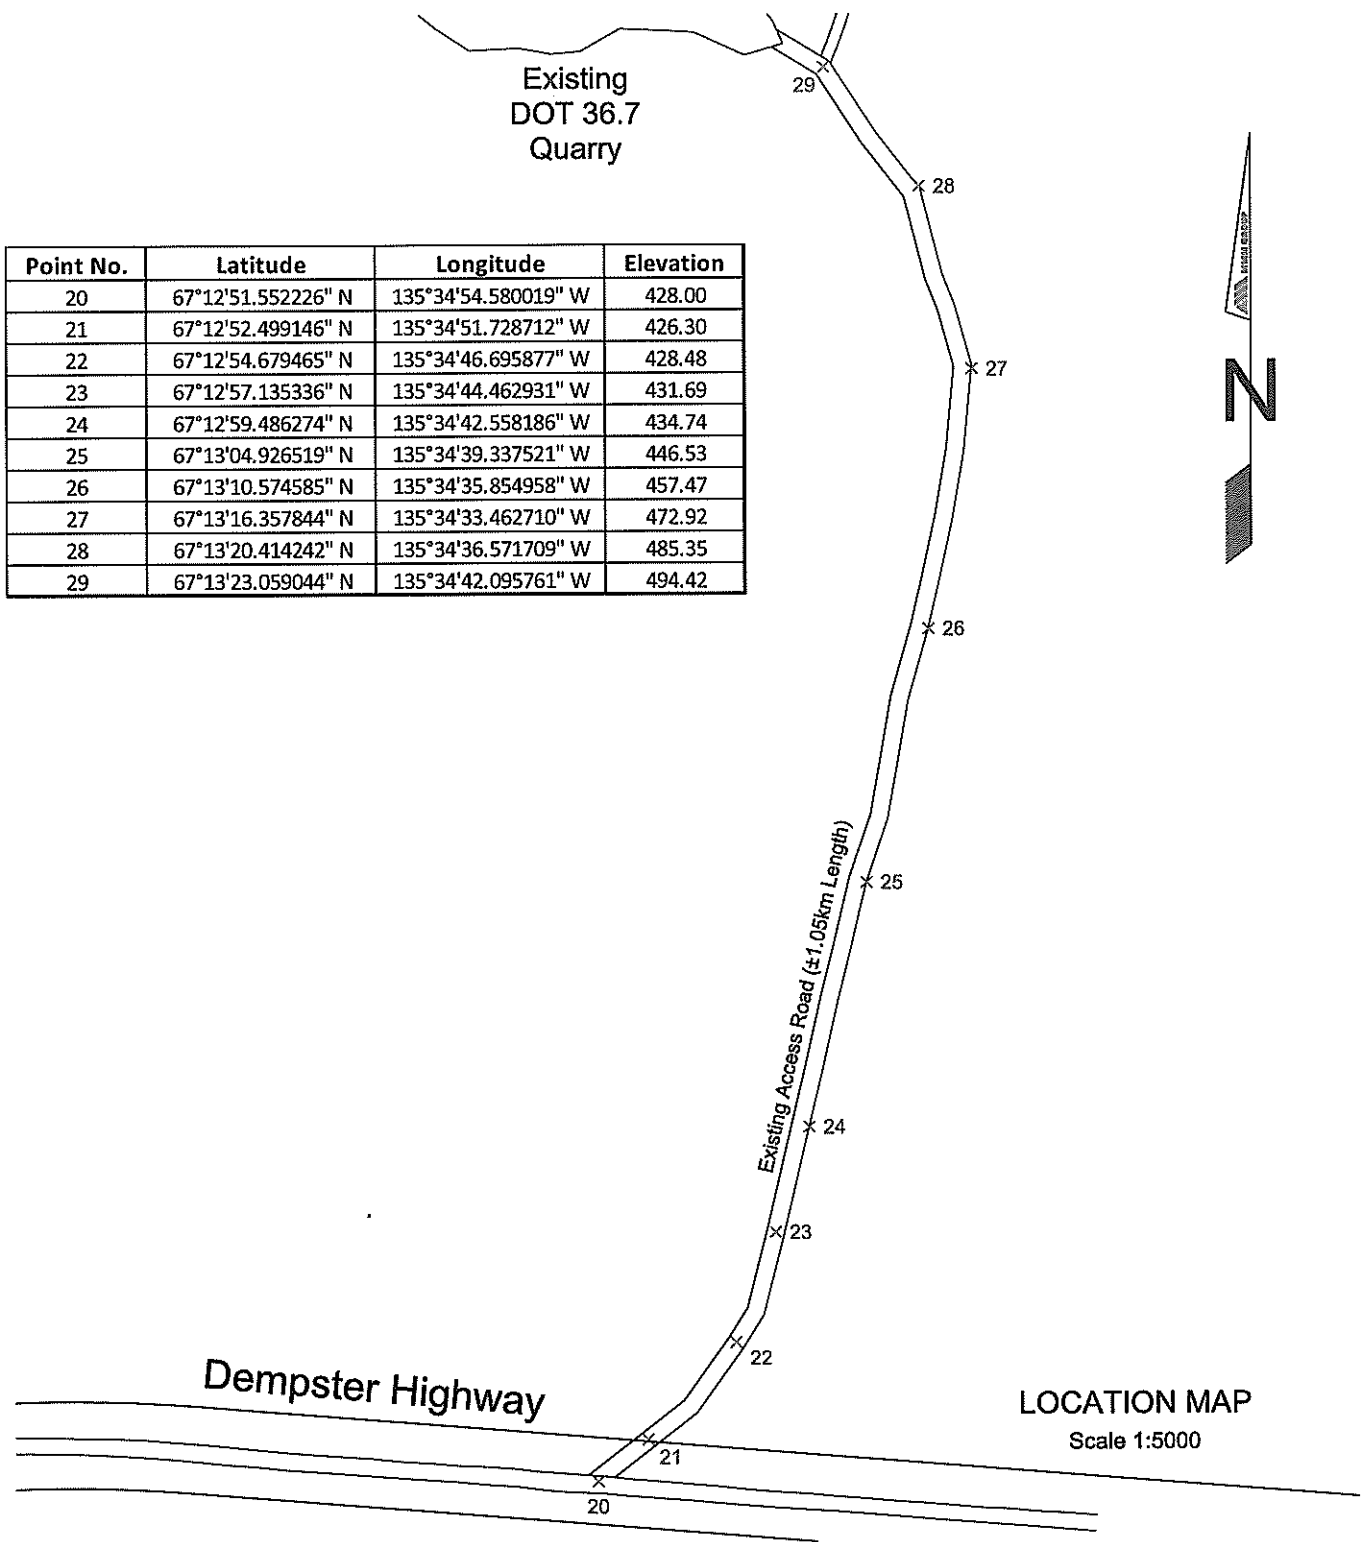 Existing
DOT 36.7
Quarry
29
28
27
Point No. Latitude Longitude Elevation
20 67°12'51.552226" N 135°34'54.580019" W 428.00
21 67°12'52.499146" N 135°34'51.728712" W 426.30
22 67°12'54.679465" N 135°34'46.695877" W 428.48
23 67°12'57.135336" N 135°34'44.462931" W 431.69
24 67°12'59.486274" N 135°34'42.558186" W 434.74
25 67°13'04.926519" N 135°34'39.337521" W 446.53
26 67°13'10.574585" N 135°34'35.854958" W 457.47
27 67°13'16.357844" N 135°34'33.462710" W 472.92
28 67°13'20.414242" N 135°34'36.571709" W 485.35
29 67°13'23.059044" N 135°34'42.095761" W 494.42
N
26
25
Existing Access Road (±1.05km Length)
24
23
22
Dempster Highway
21
20
LOCATION MAP
Scale 1:5000